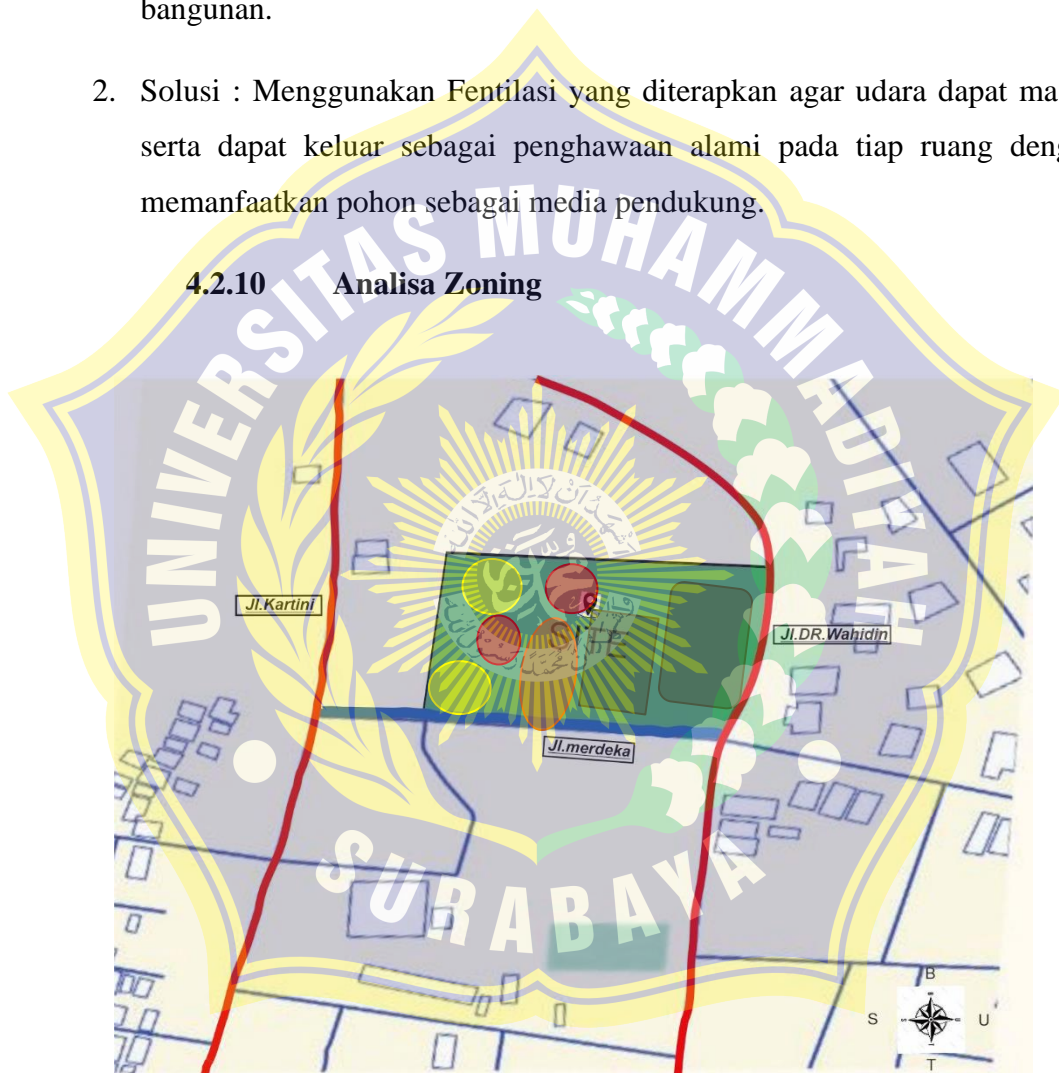 bangunan.
2. Solusi : Menggunakan Fentilasi yang diterapkan agar udara dapat ma
serta dapat keluar sebagai penghawaan alami pada tiap ruang deng
memanfaatkan pohon sebagai media pendukung.
UNIVERSITAS MUHAMMADIYAH
4.2.10 Analisa Zoning
Jl.Kartini
Jl.DR.Wahidin
Jl.merdeka
SURABAYA
B
S U
T